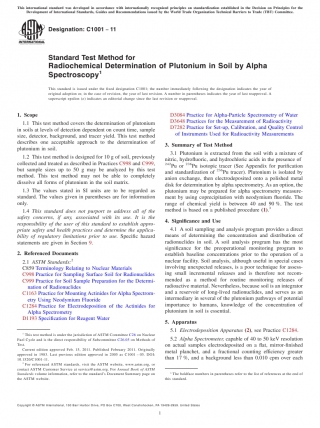 This international standard was developed in accordance with internationally recognized principles on standardization established in the Decision on Principles for the
Development of International Standards, Guides and Recommendations issued by the World Trade Organization Technical Barriers to Trade (TBT) Committee.
Designation: C1001 − 11
Standard Test Method for
Radiochemical Determination of Plutonium in Soil by Alpha
Spectroscopy1
This standard is issued under the fixed designation C1001; the number immediately following the designation indicates the year of
original adoption or, in the case of revision, the year of last revision. A number in parentheses indicates the year of last reapproval. A
superscript epsilon (ε) indicates an editorial change since the last revision or reapproval.
1. Scope
1.1 This test method covers the determination of plutonium
in soils at levels of detection dependent on count time, sample
size, detector, background, and tracer yield. This test method
describes one acceptable approach to the determination of
plutonium in soil.
1.2 This test method is designed for 10 g of soil, previously
collected and treated as described in Practices C998 and C999,
but sample sizes up to 50 g may be analyzed by this test
method. This test method may not be able to completely
dissolve all forms of plutonium in the soil matrix.
1.3 The values stated in SI units are to be regarded as
standard. The values given in parentheses are for information
only.
1.4 This standard does not purport to address all of the
safety concerns, if any, associated with its use. It is the
responsibility of the user of this standard to establish appro-
priate safety and health practices and determine the applica-
bility of regulatory limitations prior to use. Specific hazard
statements are given in Section 9.
2. Referenced Documents
2.1 ASTM Standards:2
C859 Terminology Relating to Nuclear Materials
C998 Practice for Sampling Surface Soil for Radionuclides
C999 Practice for Soil Sample Preparation for the Determi-
nation of Radionuclides
C1163 Practice for Mounting Actinides for Alpha Spectrom-
etry Using Neodymium Fluoride
C1284 Practice for Electrodeposition of the Actinides for
Alpha Spectrometry
D1193 Specification for Reagent Water
1 This test method is under the jurisdiction of ASTM Committee C26 on Nuclear
Fuel Cycle and is the direct responsibility of Subcommittee C26.05 on Methods of
Test.
Current edition approved Feb. 15, 2011. Published February 2011. Originally
approved in 1983. Last previous edition approved in 2005 as
2 For referenced ASTM standards, visit the ASTM website, www.astm.org, or
contact ASTM Customer Service at service@astm.org. For Annual Book of ASTM
Standards volume information, refer to the standard's Document Summary page on
the ASTM website.
D3084 Practice for Alpha-Particle Spectrometry of Water
D3648 Practices for the Measurement of Radioactivity
D7282 Practice for Set-up, Calibration, and Quality Control
of Instruments Used for Radioactivity Measurements
3. Summary of Test Method
3.1 Plutonium is extracted from the soil with a mixture of
nitric, hydrofluoric, and hydrochloric acids in the presence of
236Pu or 242Pu isotopic tracer (See Appendix for purification
and standardization of 236Pu tracer). Plutonium is isolated by
anion exchange, then electrodeposited onto a polished metal
disk for determination by alpha spectrometry. As an option, the
plutonium may be prepared for alpha spectrometry measure-
ment by using coprecipitation with neodymium fluoride. The
range of chemical yield is between 40 and 90 %. The test
method is based on a published procedure (1).3
4. Significance and Use
4.1 A soil sampling and analysis program provides a direct
means of determining the concentration and distribution of
radionuclides in soil. A soil analysis program has the most
significance for the preoperational monitoring program to
establish baseline concentrations prior to the operation of a
nuclear facility. Soil analysis, although useful in special cases
involving unexpected releases, is a poor technique for assess-
ing small incremental releases and is therefore not recom-
mended as a method for routine monitoring releases of
radioactive material. Nevertheless, because soil is an integrator
and a reservoir of long-lived radionuclides, and serves as an
intermediary in several of the plutonium pathways of potential
importance to humans, knowledge of the concentration of
plutonium in soil is essential.
5. Apparatus
5.1 Electrodeposition Apparatus (2), see Practice C1284.
5.2 Alpha Spectrometer, capable of 40 to 50 keV resolution
on actual samples electrodeposited on a flat, mirror-finished
metal planchet, and a fractional counting efficiency greater
than 17 %, and a background less than 0.010 cpm over each
3 The boldface numbers in parentheses refer to the list of references at the end of
this standard.
Copyright © ASTM International, 100 Barr Harbor Drive, PO Box C700, West Conshohocken, PA 19428-2959. United States
1